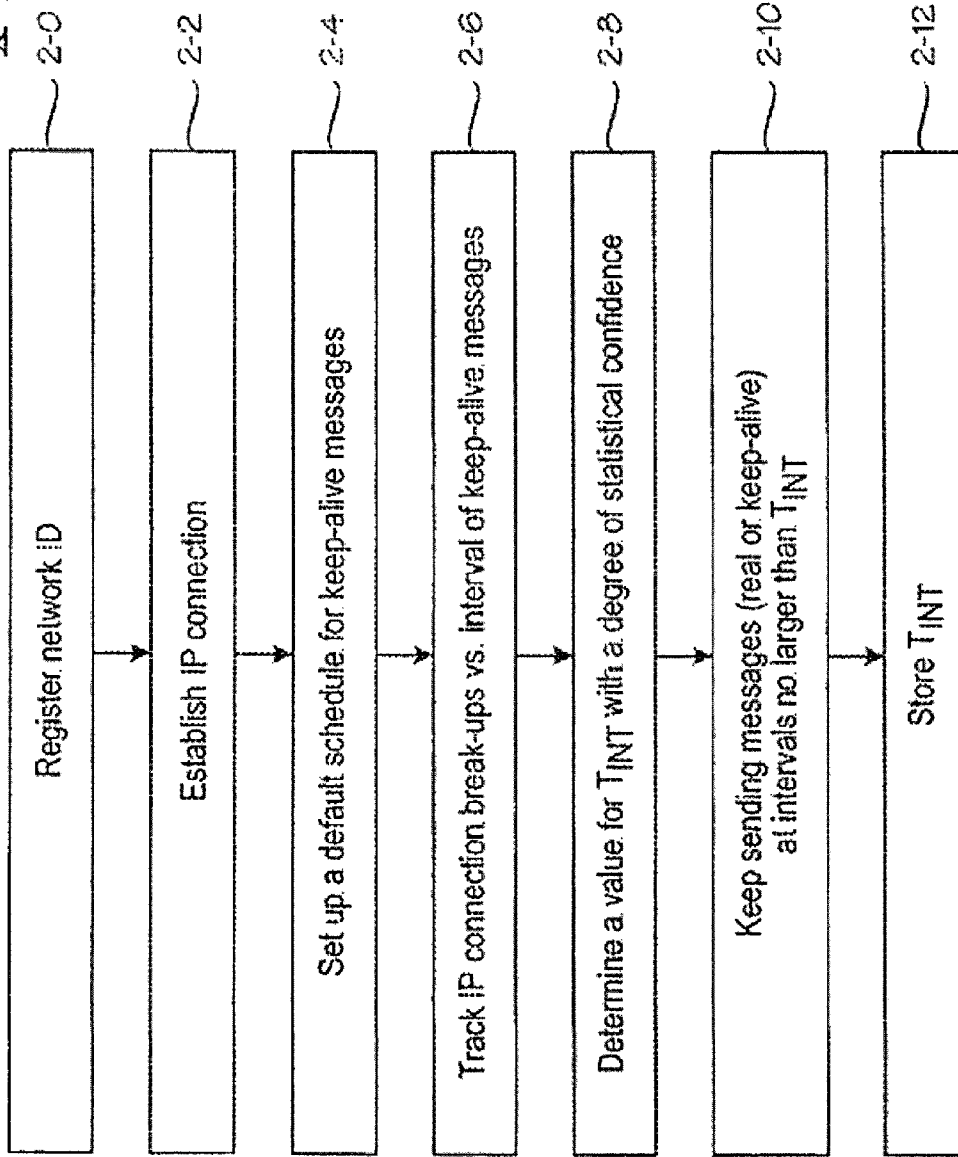 2-0
Register network ID
2-2
Establish IP connection
2-4
Set up a default schedule for keep-alive messages
2-6
Track IP connection break-ups vs. interval of keep-alive messages
2-8
Determine a value for TINT with a degree of statistical confidence
2-10
Keep sending messages (real or keep-alive)
at intervals no larger than TINT
2-12
Store TINT